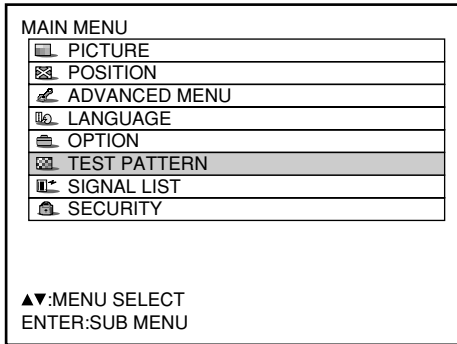 MAIN MENU
PICTURE
POSITION
ADVANCED MENU
LANGUAGE
OPTION
TEST PATTERN
SIGNAL LIST
SECURITY
▲▼:MENU SELECT
ENTER:SUB MENU